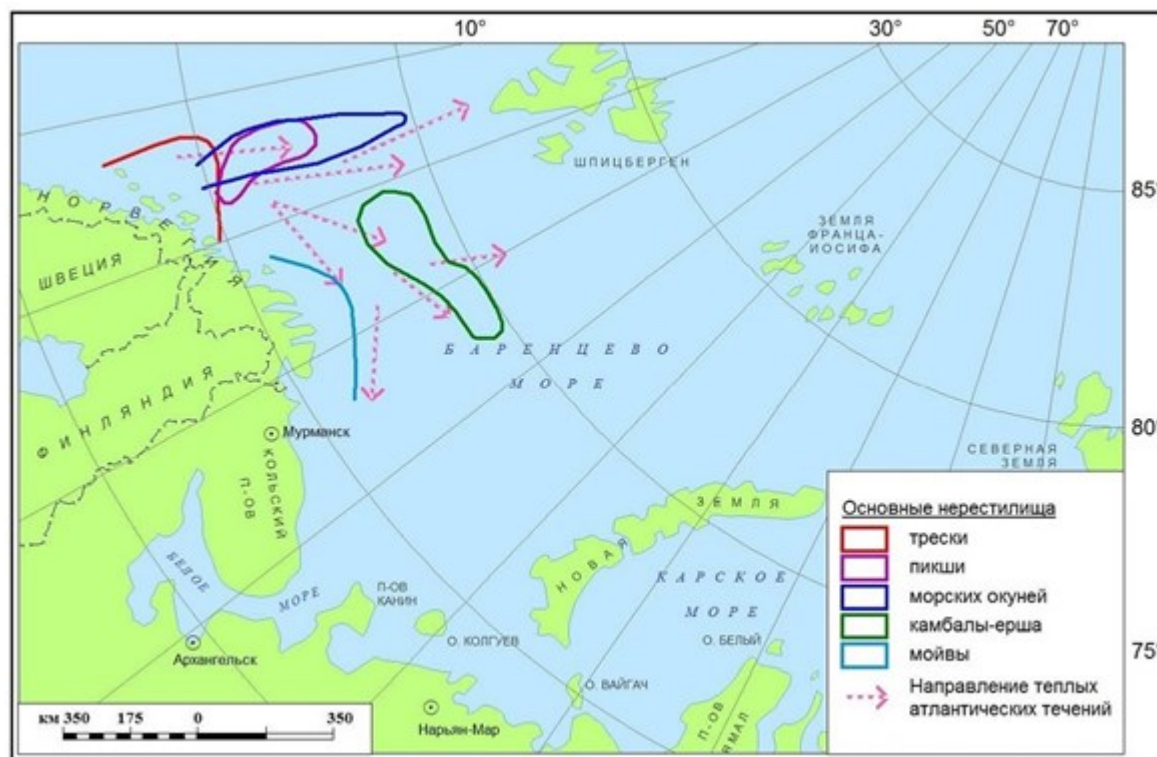 10°
30°
50°
70°
85°
80°
75°
ШПИЦБЕРГЕН
ЗЕМЛЯ
ФРАНЦА-
ИОСИФА
НОРВЕГИЯ
ШВЕЦИЯ
ФИНЛЯНДИЯ
БАРЕНЦЕВО
МОРЕ
Мурманск
КОЛЬСКИЙ
П-ОВ
СЕВЕРНАЯ
ЗЕМЛЯ
НОВАЯ
ЗЕМЛЯ
КАРСКОЕ
МОРЕ
БЕЛОЕ
МОРЕ
П-ОВ
КАНИН
О. КОЛГУЕВ
О. БЕЛЫЙ
О. ВАЙГАЧ
П-ОВ
ЯМАЛ
Архангельск
Нарьян-Мар
км 350 175 0 350
Основные нерестилища
трески
пикши
морских окуней
камбалы-ерша
мойвы
Направление теплых
атлантических течений